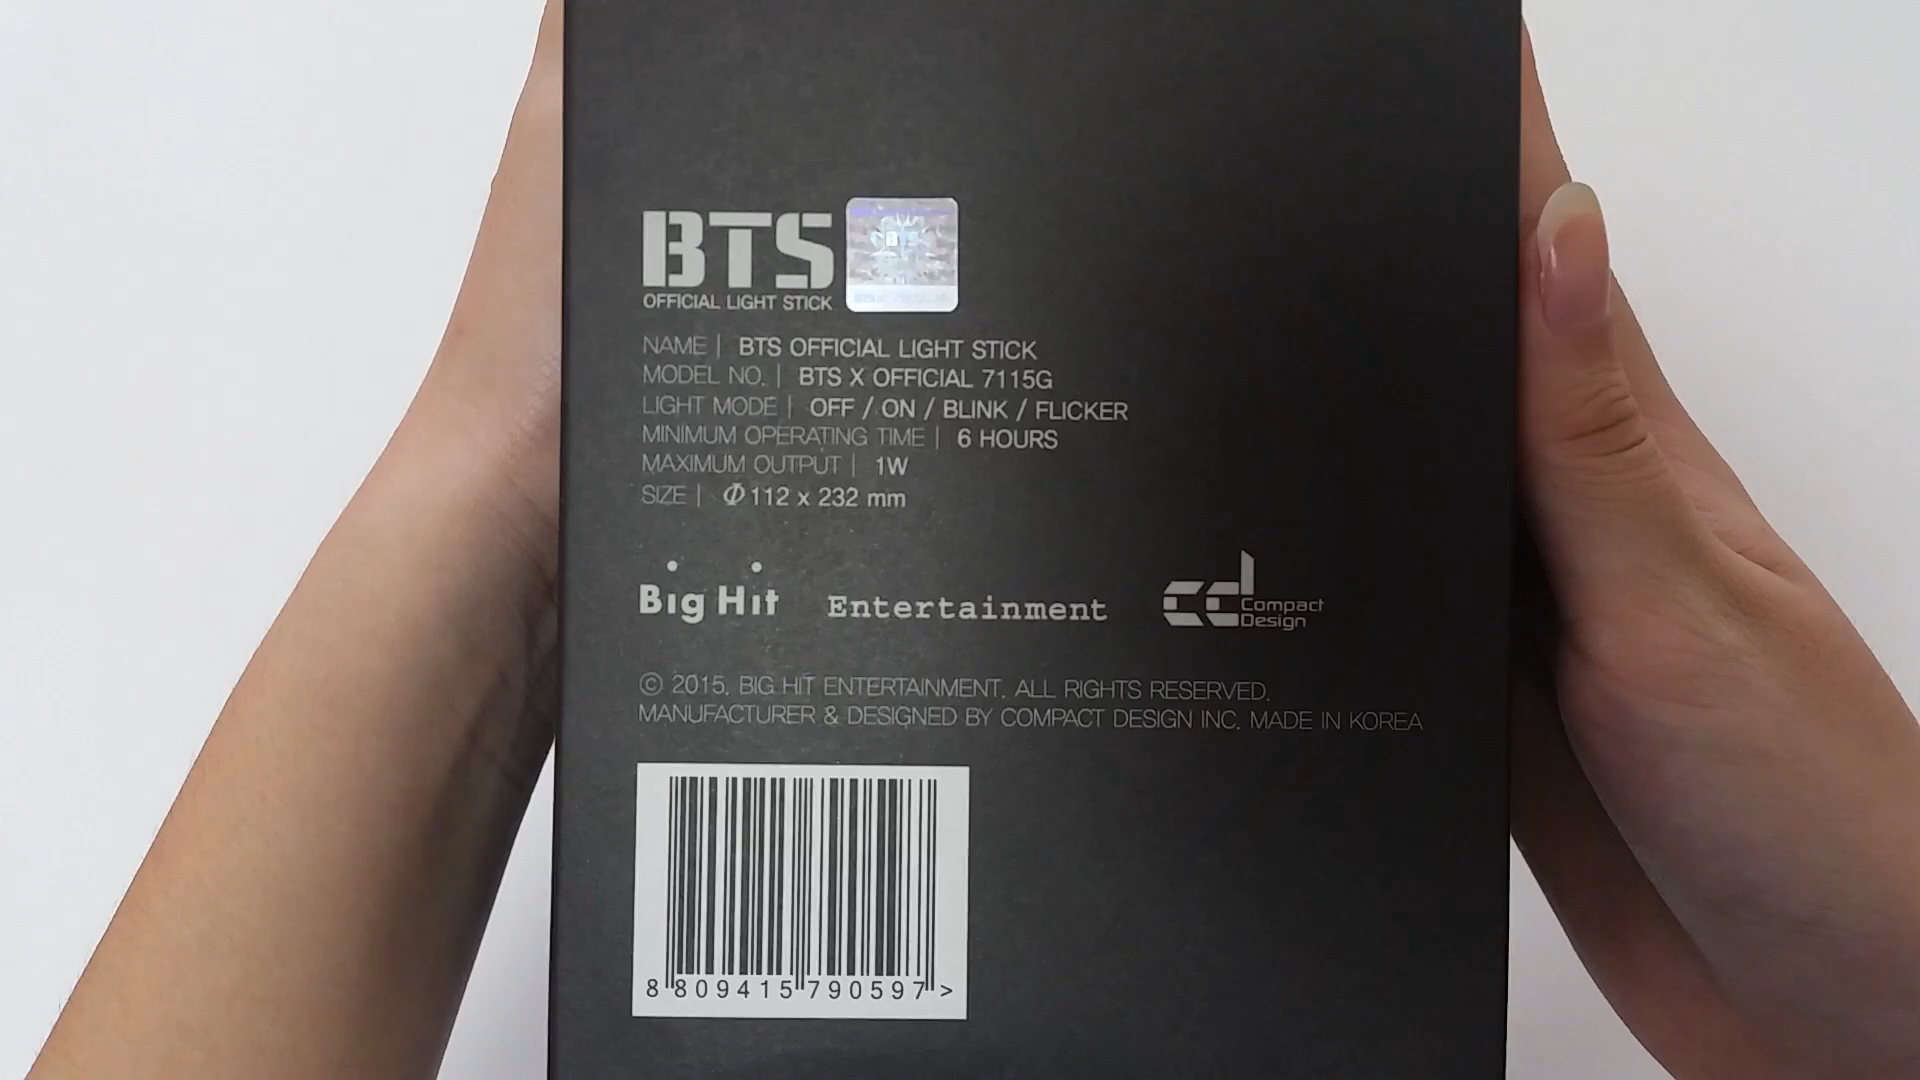 BTS
OFFICIAL LIGHT STICK
BTS
NAME | BTS OFFICIAL LIGHT STICK
MODEL NO. | BTS X OFFICIAL 7115G
LIGHT MODE | OFF / ON / BLINK / FLICKER
MINIMUM OPERATING TIME | 6 HOURS
MAXIMUM OUTPUT | 1W
SIZE | Φ112 x 232 mm
Big Hit Entertainment
cd Compact
Design
© 2015. BIG HIT ENTERTAINMENT. ALL RIGHTS RESERVED.
MANUFACTURER & DESIGNED BY COMPACT DESIGN INC. MADE IN KOREA
8 809415 790597 >